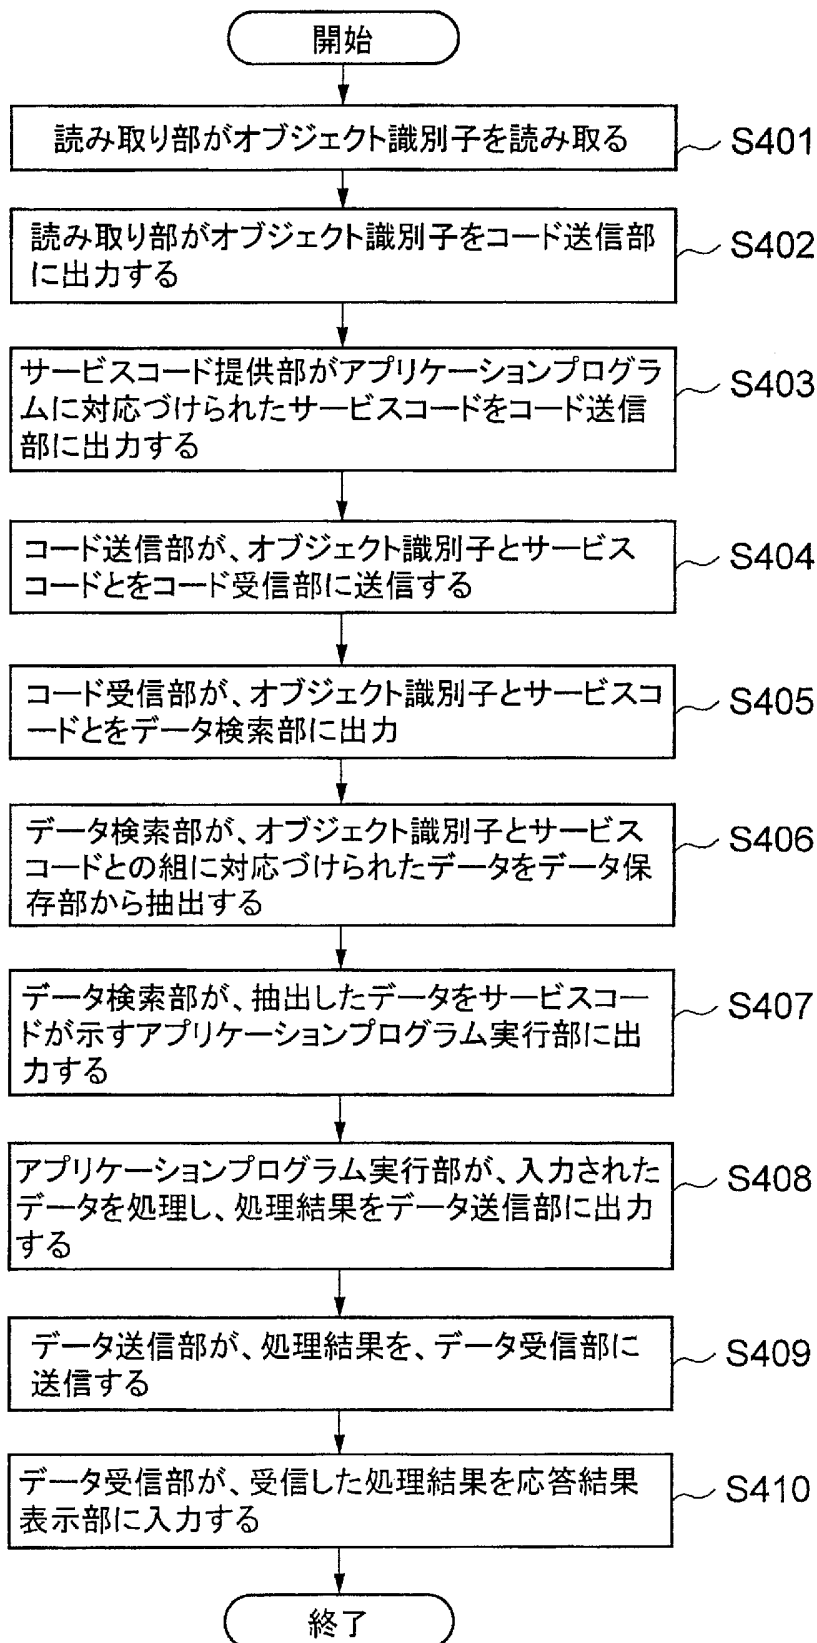 開始
読み取り部がオブジェクト識別子を読み取る
S401
読み取り部がオブジェクト識別子をコード送信部
に出力する
S402
サービスコード提供部がアプリケーションプログラ
ムに対応づけられたサービスコードをコード送信
部に出力する
S403
コード送信部が、オブジェクト識別子とサービス
コードとをコード受信部に送信する
S404
コード受信部が、オブジェクト識別子とサービスコ
ードとをデータ検索部に出力
S405
データ検索部が、オブジェクト識別子とサービス
コードとの組に対応づけられたデータをデータ保
存部から抽出する
S406
データ検索部が、抽出したデータをサービスコー
ドが示すアプリケーションプログラム実行部に出
力する
S407
アプリケーションプログラム実行部が、入力された
データを処理し、処理結果をデータ送信部に出力
する
S408
データ送信部が、処理結果を、データ受信部に
送信する
S409
データ受信部が、受信した処理結果を応答結果
表示部に入力する
S410
終了